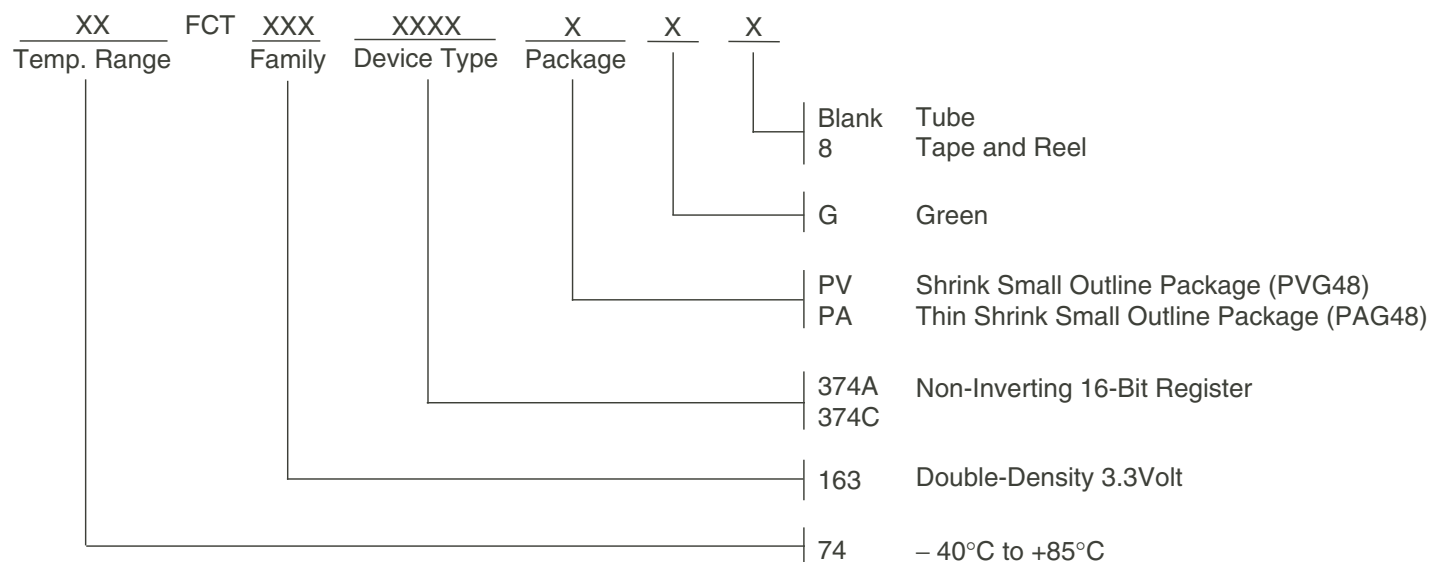 XX FCT XXX XXXX X X X
Temp. Range Family Device Type Package
Blank Tube
8 Tape and Reel
G Green
PV Shrink Small Outline Package (PVG48)
PA Thin Shrink Small Outline Package (PAG48)
374A Non-Inverting 16-Bit Register
374C
163 Double-Density 3.3Volt
74 – 40°C to +85°C